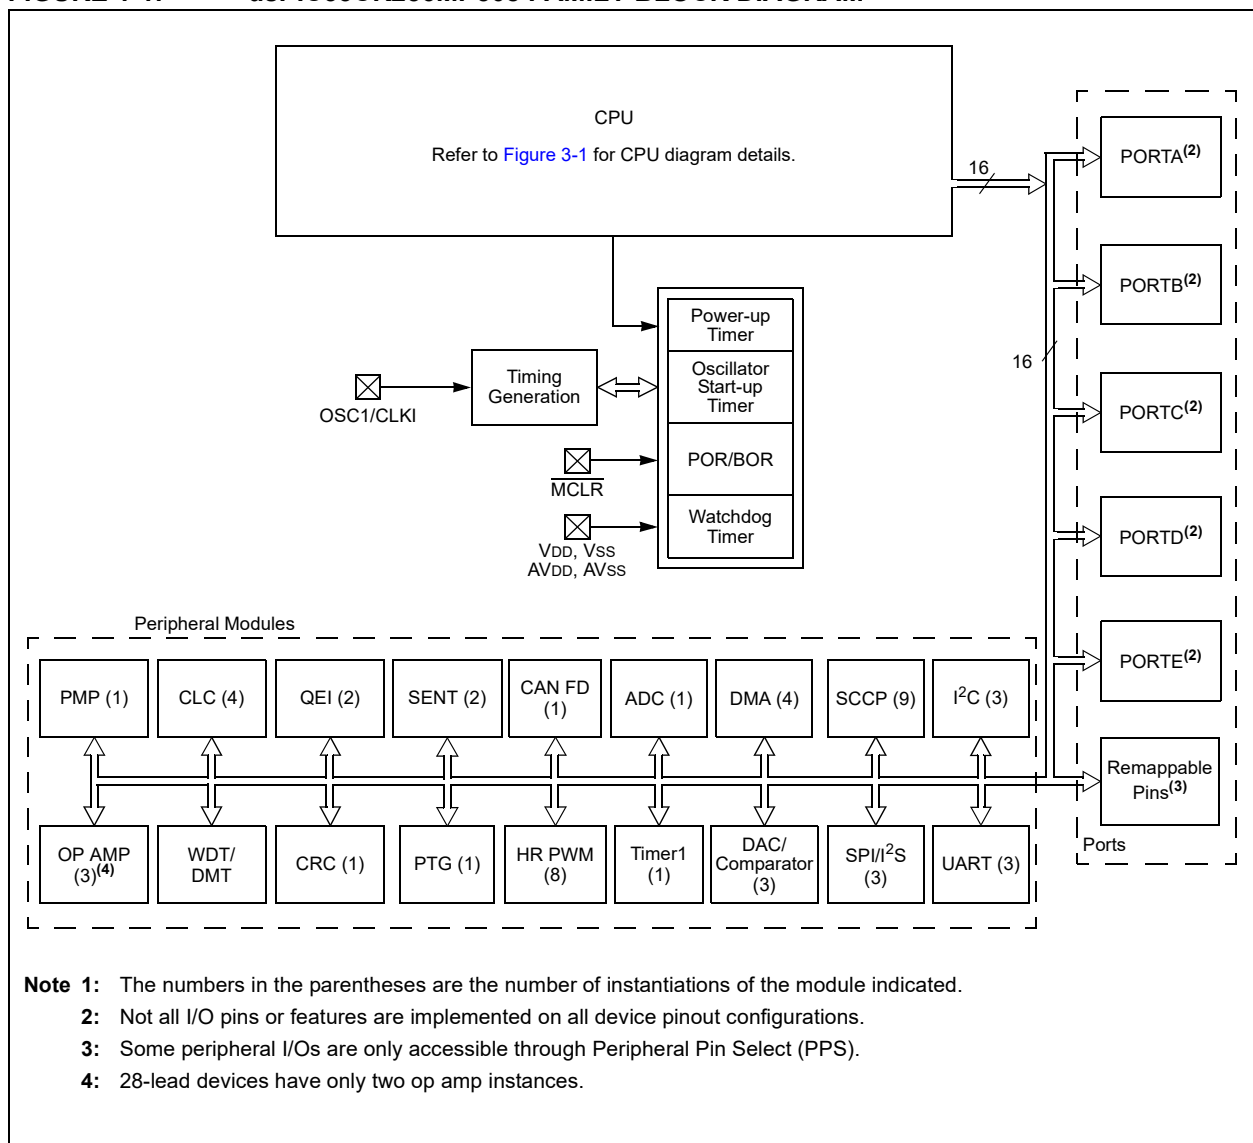 CPU
Refer to Figure 3-1 for CPU diagram details.
16
PORTA(2)
PORTB(2)
16
PORTC(2)
PORTD(2)
PORTE(2)
Remappable
Pins(3)
Ports
Power-up
Timer
Oscillator
Start-up
Timer
POR/BOR
Watchdog
Timer
Timing
Generation
OSC1/CLKI
MCLR
VDD, VSS
AVDD, AVSS
Peripheral Modules
PMP (1)
CLC (4)
QEI (2)
SENT (2)
CAN FD
(1)
ADC (1)
DMA (4)
SCCP (9)
I2C (3)
OP AMP
(3)(4)
WDT/
DMT
CRC (1)
PTG (1)
HR PWM
(8)
Timer1
(1)
DAC/
Comparator
(3)
SPI/I2S
(3)
UART (3)
Note 1: The numbers in the parentheses are the number of instantiations of the module indicated.
2: Not all I/O pins or features are implemented on all device pinout configurations.
3: Some peripheral I/Os are only accessible through Peripheral Pin Select (PPS).
4: 28-lead devices have only two op amp instances.